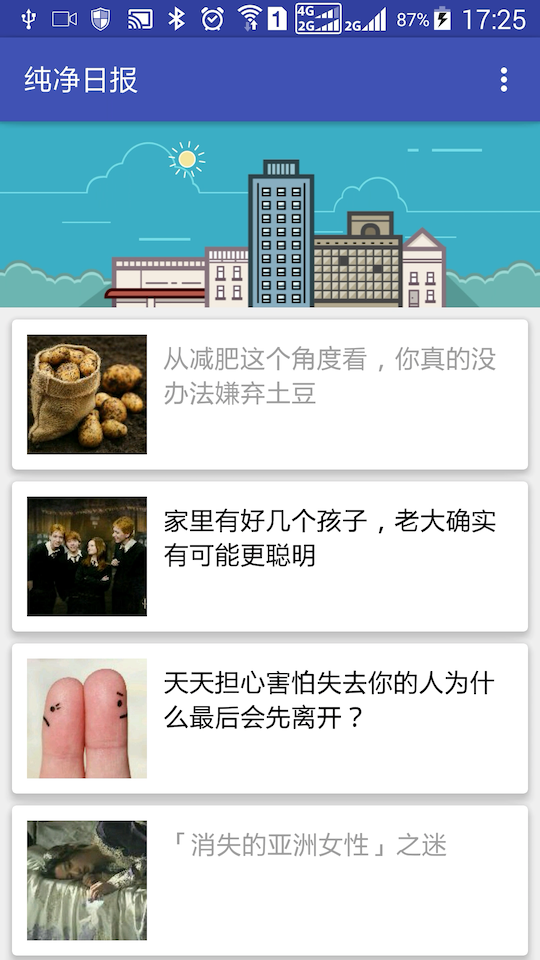 4G
1
2G
2G
87%
17:25
纯净日报
从减肥这个角度看，你真的没
办法嫌弃土豆
家里有好几个孩子，老大确实
有可能更聪明
天天担心害怕失去你的人为什
么最后会先离开？
「消失的亚洲女性」之迷